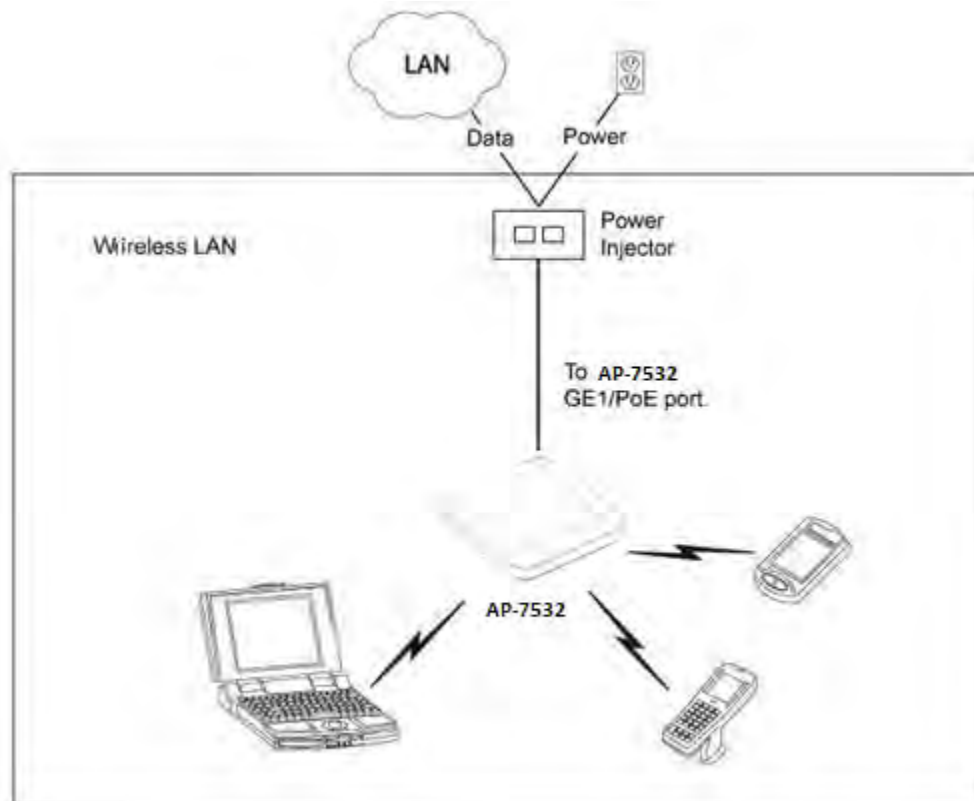 LAN
Data
Power
Power
Injector
Wireless LAN
To AP-7532
GE1/PoE port.
AP-7532